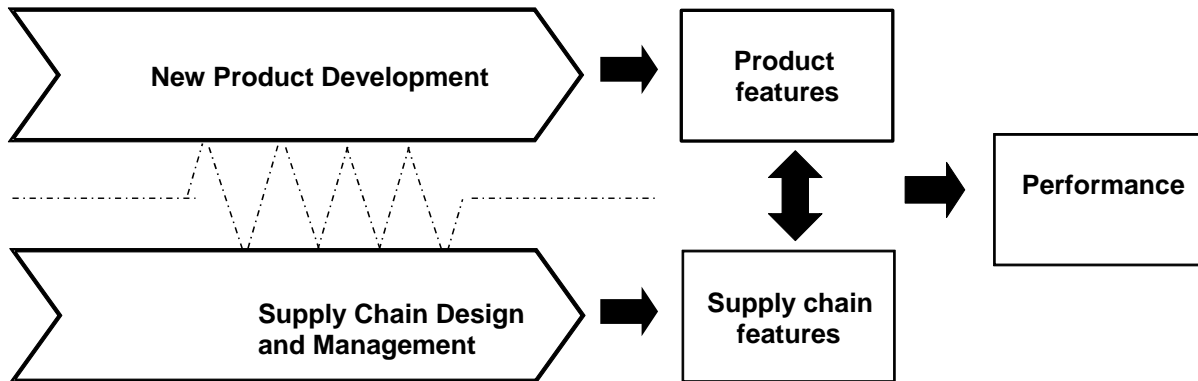 New Product Development
Product
features
Performance
Supply Chain Design
and Management
Supply chain
features